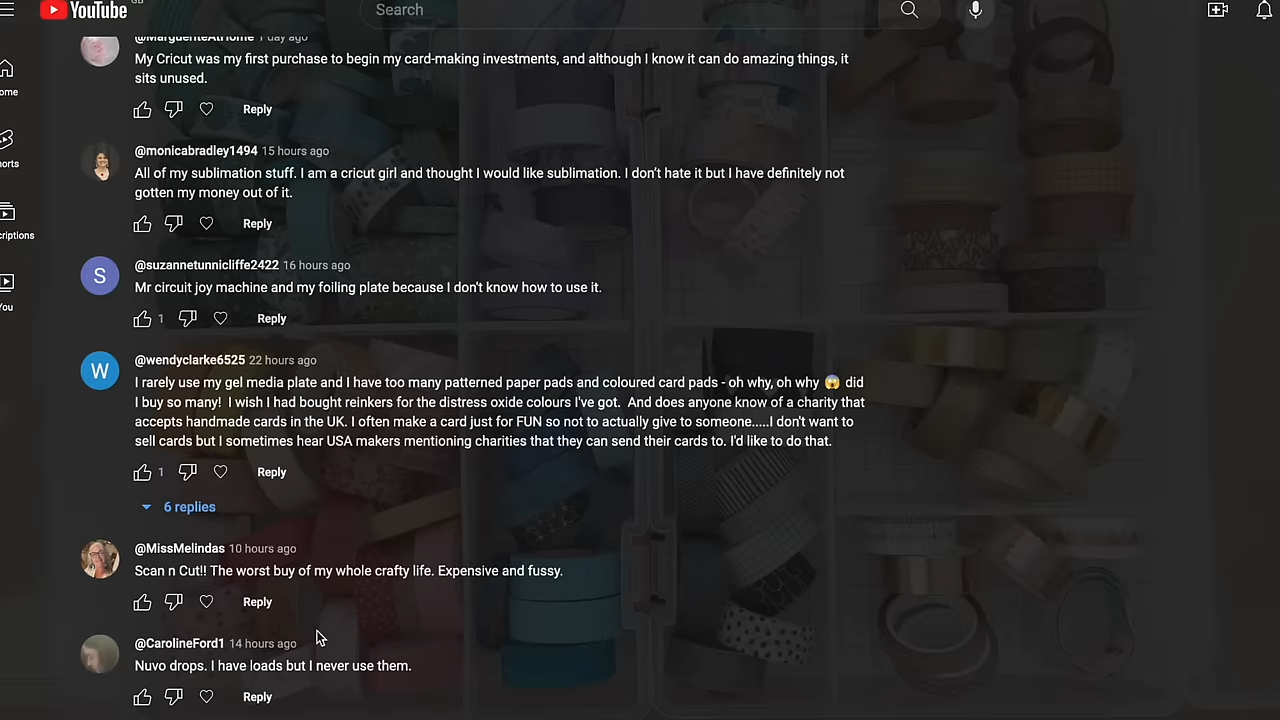 GB
YouTube
Search
@MargueriteAtHome 1 day ago
My Cricut was my first purchase to begin my card-making investments, and although I know it can do amazing things, it
sits unused.
Reply
ome
@monicabradley1494 15 hours ago
All of my sublimation stuff. I am a cricut girl and thought I would like sublimation. I don't hate it but I have definitely not
gotten my money out of it.
horts
Reply
criptions
@suzannetunnicliffe2422 16 hours ago
S
Mr circuit joy machine and my foiling plate because I don't know how to use it.
You
1 Reply
@wendyclarke6525 22 hours ago
W
I rarely use my gel media plate and I have too many patterned paper pads and coloured card pads - oh why, oh why 😱 did
I buy so many! I wish I had bought reinkers for the distress oxide colours I've got. And does anyone know of a charity that
accepts handmade cards in the UK. I often make a card just for FUN so not to actually give to someone.....I don't want to
sell cards but I sometimes hear USA makers mentioning charities that they can send their cards to. I'd like to do that.
1 Reply
6 replies
@MissMelindas 10 hours ago
Scan n Cut!! The worst buy of my whole crafty life. Expensive and fussy.
Reply
@CarolineFord1 14 hours ago
Nuvo drops. I have loads but I never use them.
Reply